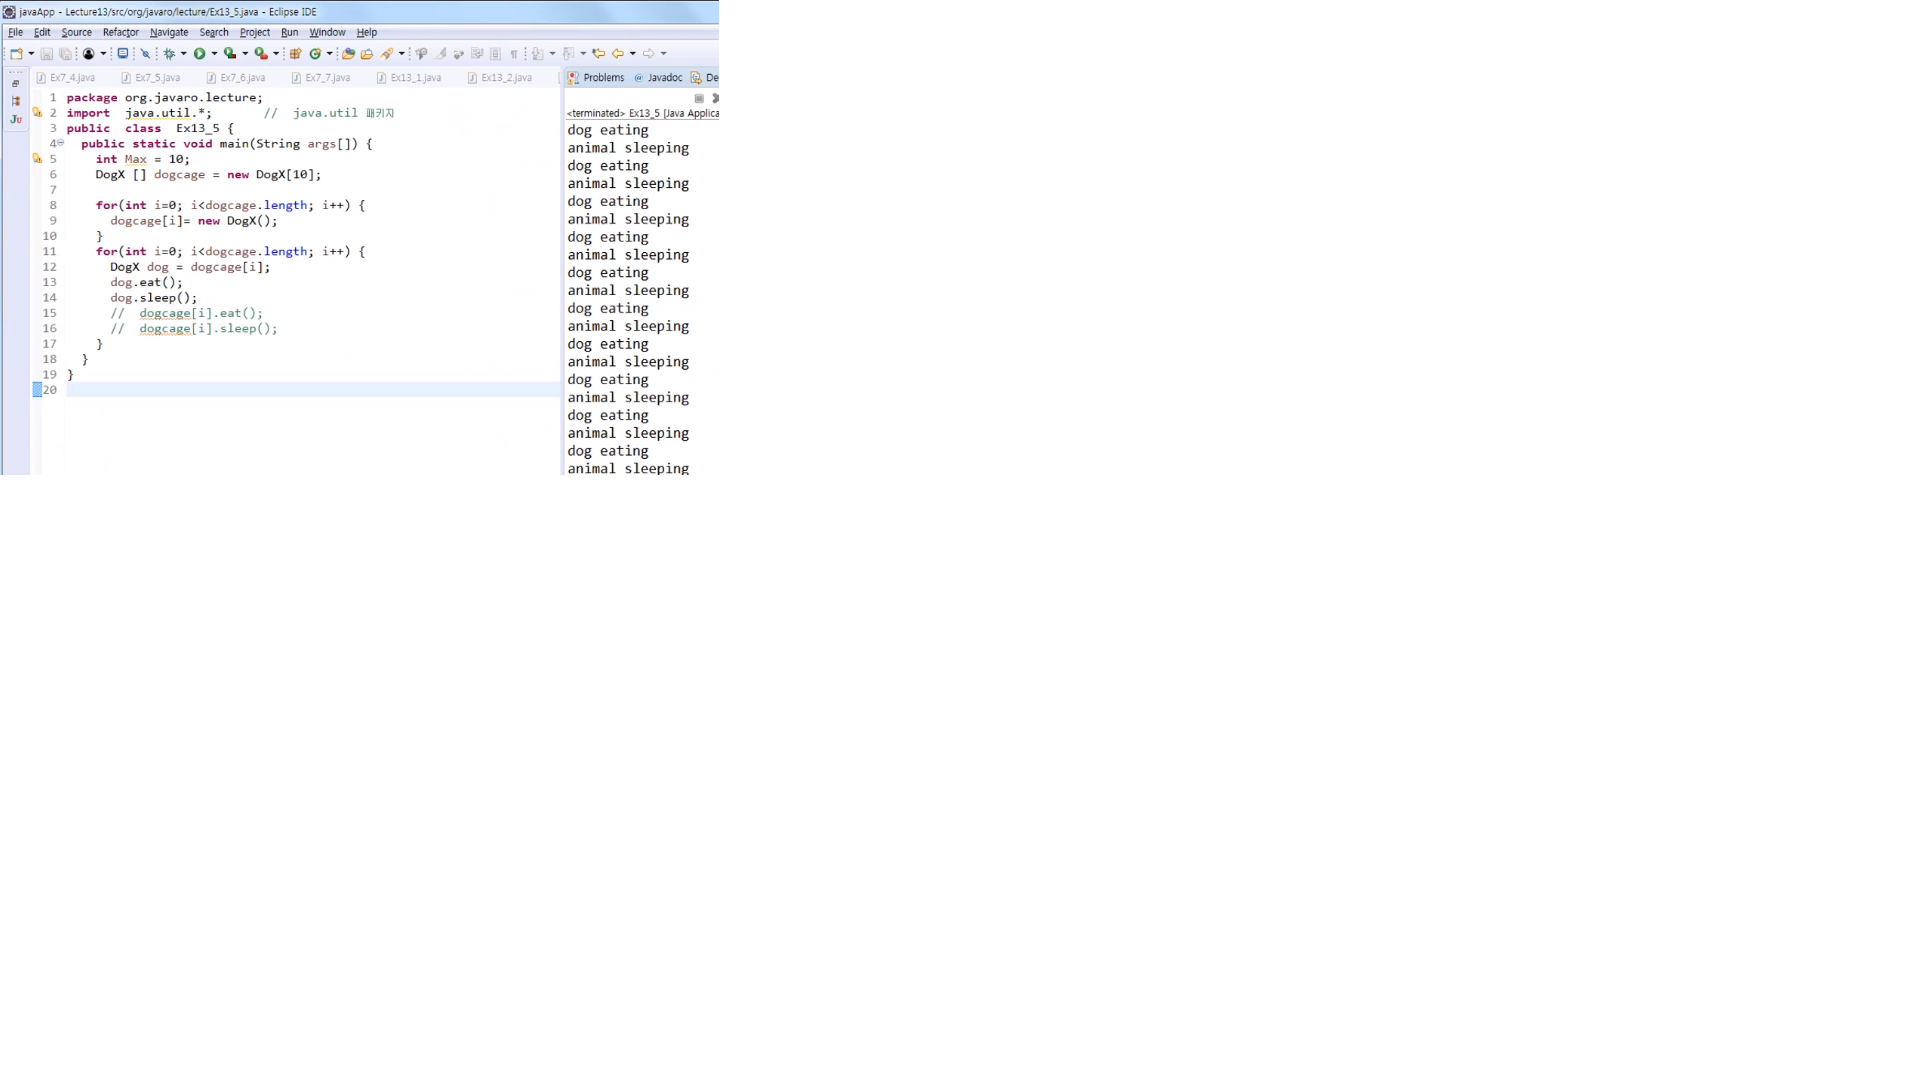 javaApp - Lecture13/src/org/javaro/lecture/Ex13_5.java - Eclipse IDE
File Edit Source Refactor Navigate Search Project Run Window Help
Ex7_4.java Ex7_5.java Ex7_6.java Ex7_7.java Ex13_1.java Ex13_2.java
1 package org.javaro.lecture;
2 import java.util.*; // java.util 패키지
3 public class Ex13_5 {
4 public static void main(String args[]) {
5 int Max = 10;
6 DogX [] dogcage = new DogX[10];
7
8 for(int i=0; i<dogcage.length; i++) {
9 dogcage[i]= new DogX();
10 }
11 for(int i=0; i<dogcage.length; i++) {
12 DogX dog = dogcage[i];
13 dog.eat();
14 dog.sleep();
15 // dogcage[i].eat();
16 // dogcage[i].sleep();
17 }
18 }
19 }
20
Problems @ Javadoc De
<terminated> Ex13_5 [Java Applica
dog eating
animal sleeping
dog eating
animal sleeping
dog eating
animal sleeping
dog eating
animal sleeping
dog eating
animal sleeping
dog eating
animal sleeping
dog eating
animal sleeping
dog eating
animal sleeping
dog eating
animal sleeping
dog eating
animal sleeping